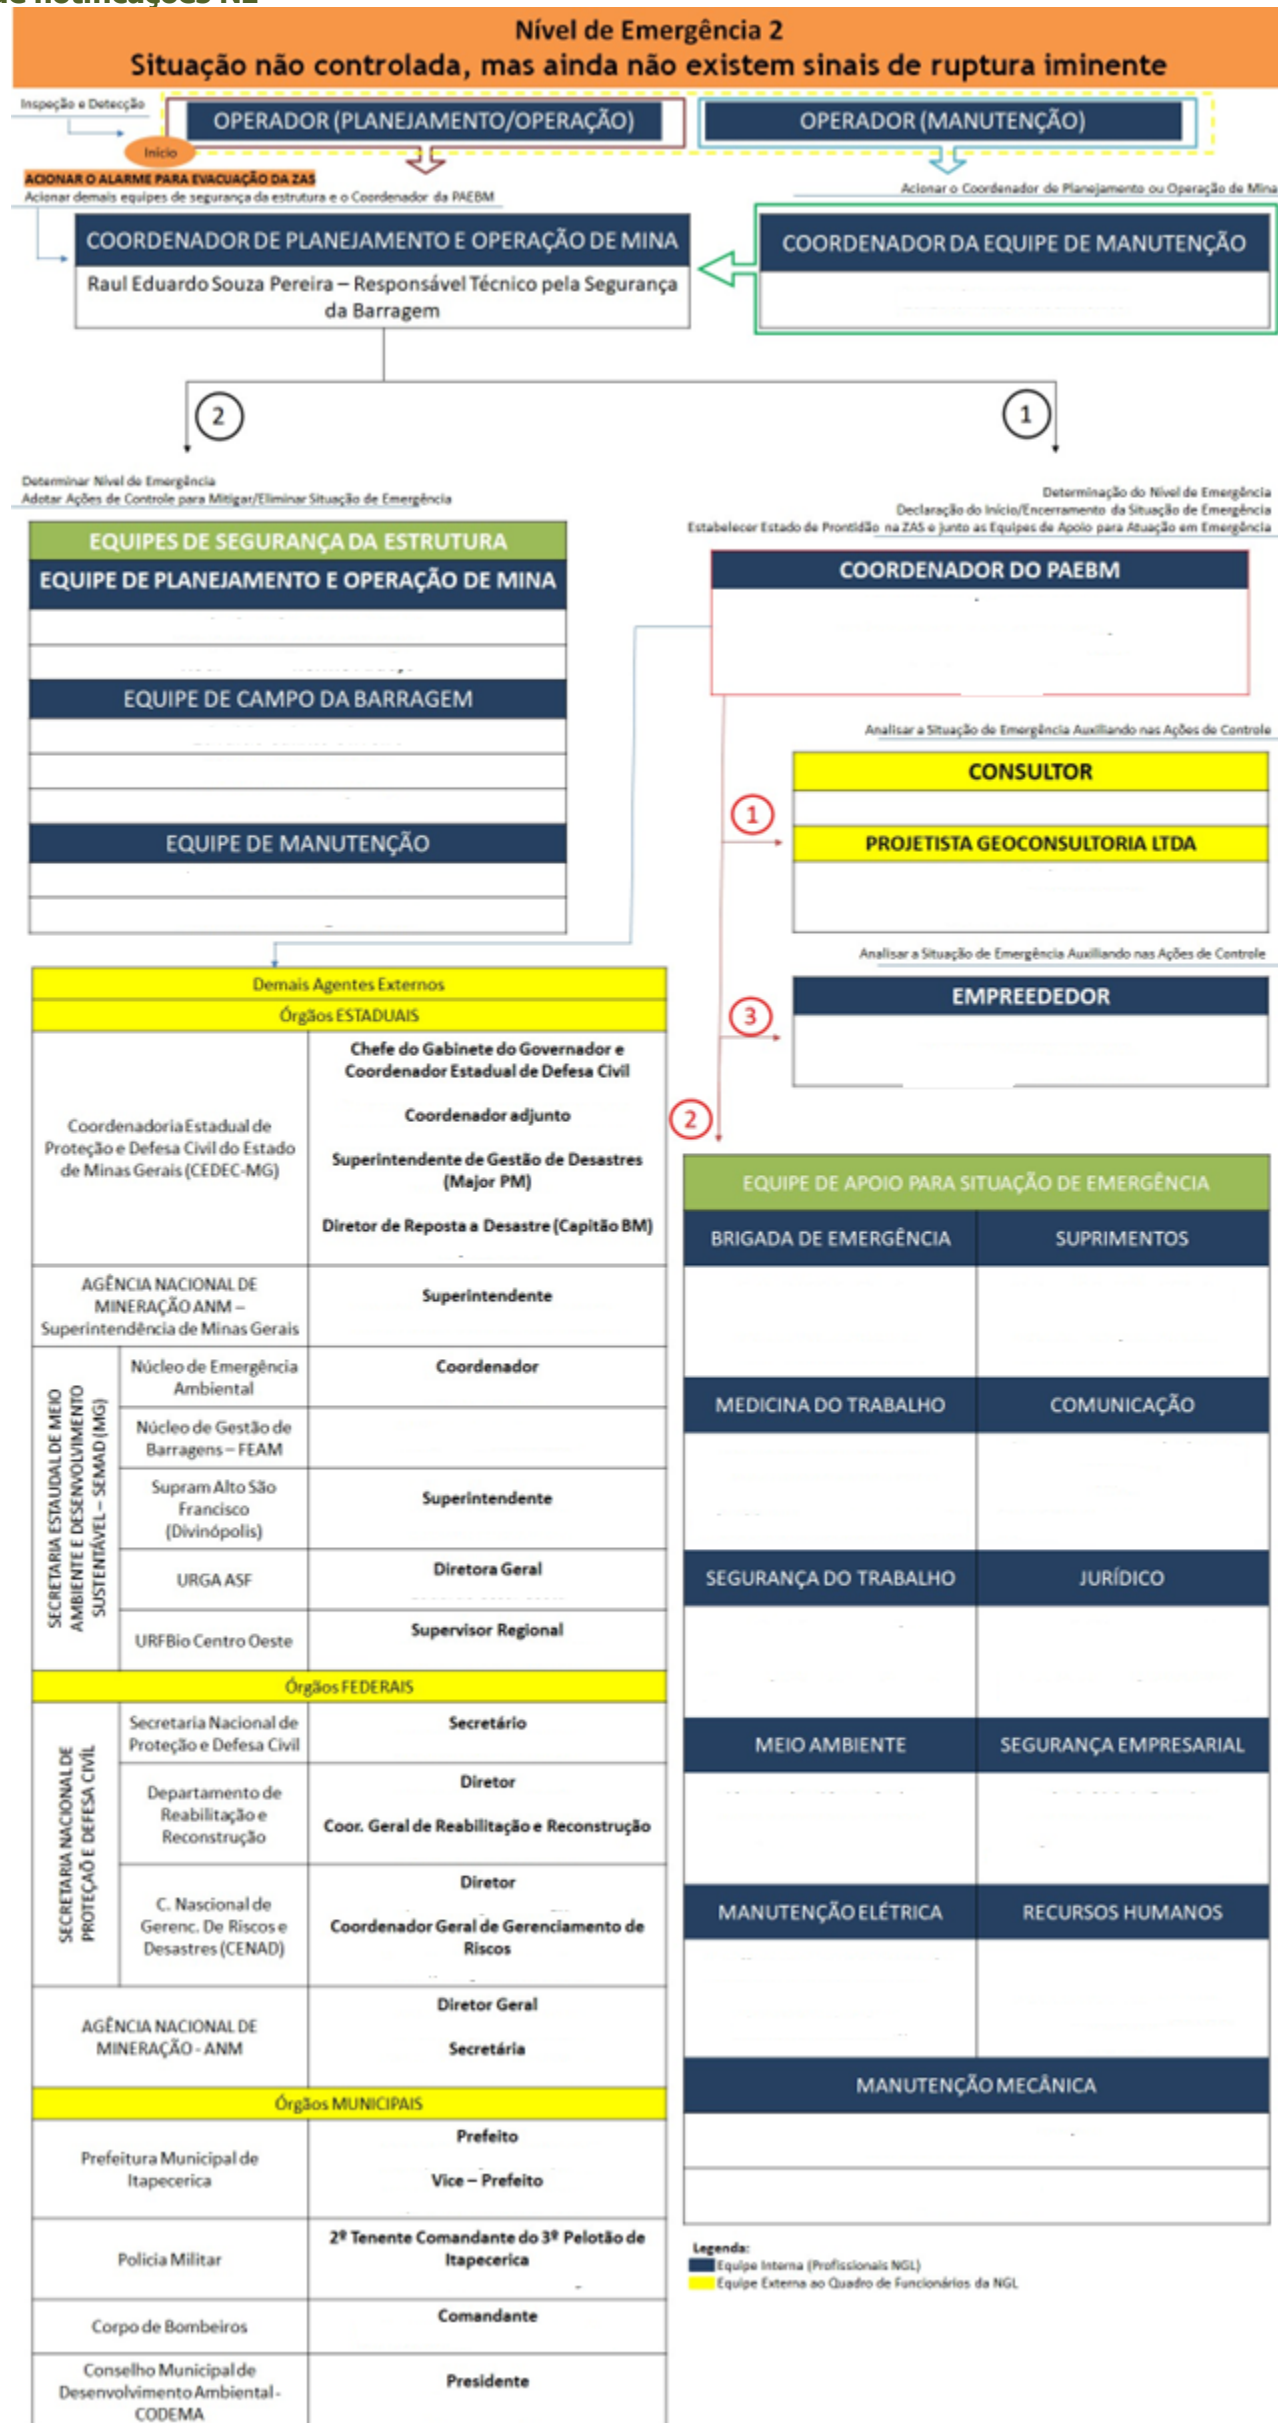 Nível de Emergência 2
Situação não controlada, mas ainda não existem sinais de ruptura iminente
Inspeção e Detecção
OPERADOR (PLANEJAMENTO/OPERAÇÃO)
OPERADOR (MANUTENÇÃO)
Início
ACIONAR O ALARME PARA EVACUAÇÃO DA ZAS
Acionar demais equipes de segurança da estrutura e o Coordenador da PAEBM
Acionar o Coordenador de Planejamento ou Operação de Mina
COORDENADOR DE PLANEJAMENTO E OPERAÇÃO DE MINA
Raul Eduardo Souza Pereira – Responsável Técnico pela Segurança
da Barragem
COORDENADOR DA EQUIPE DE MANUTENÇÃO
2
1
Determinar Nível de Emergência
Adotar Ações de Controle para Mitigar/Eliminar Situação de Emergência
Determinação do Nível de Emergência
Declaração do Início/Encerramento da Situação de Emergência
Estabelecer Estado de Prontidão na ZAS e junto as Equipes de Apoio para Atuação em Emergência
EQUIPES DE SEGURANÇA DA ESTRUTURA
EQUIPE DE PLANEJAMENTO E OPERAÇÃO DE MINA
EQUIPE DE CAMPO DA BARRAGEM
EQUIPE DE MANUTENÇÃO
COORDENADOR DO PAEBM
Analisar a Situação de Emergência Auxiliando nas Ações de Controle
1
CONSULTOR
PROJETISTA GEOCONSULTORIA LTDA
Analisar a Situação de Emergência Auxiliando nas Ações de Controle
3
EMPREEDEDOR
2
Demais Agentes Externos
Órgãos ESTADUAIS
Coordenadoria Estadual de
Proteção e Defesa Civil do Estado
de Minas Gerais (CEDEC-MG)
Chefe do Gabinete do Governador e
Coordenador Estadual de Defesa Civil
Coordenador adjunto
Superintendente de Gestão de Desastres
(Major PM)
Diretor de Reposta a Desastre (Capitão BM)
AGÊNCIA NACIONAL DE
MINERAÇÃO ANM –
Superintendência de Minas Gerais
Superintendente
SECRETARIA ESTAUDAL DE MEIO
AMBIENTE E DESENVOLVIMENTO
SUSTENTÁVEL – SEMAD (MG)
Núcleo de Emergência
Ambiental
Coordenador
Núcleo de Gestão de
Barragens – FEAM
Supram Alto São
Francisco
(Divinópolis)
Superintendente
URGA ASF
Diretora Geral
URFBio Centro Oeste
Supervisor Regional
Órgãos FEDERAIS
SECRETARIA NACIONAL DE
PROTEÇAÕ E DEFESA CIVÍL
Secretaria Nacional de
Proteção e Defesa Civil
Secretário
Departamento de
Reabilitação e
Reconstrução
Diretor
Coor. Geral de Reabilitação e Reconstrução
C. Nascional de
Gerenc. De Riscos e
Desastres (CENAD)
Diretor
Coordenador Geral de Gerenciamento de
Riscos
AGÊNCIA NACIONAL DE
MINERAÇÃO - ANM
Diretor Geral
Secretária
Órgãos MUNICIPAIS
Prefeitura Municipal de
Itapecerica
Prefeito
Vice – Prefeito
Policia Militar
2º Tenente Comandante do 3º Pelotão de
Itapecerica
Corpo de Bombeiros
Comandante
Conselho Municipal de
Desenvolvimento Ambiental -
CODEMA
Presidente
EQUIPE DE APOIO PARA SITUAÇÃO DE EMERGÊNCIA
BRIGADA DE EMERGÊNCIA
SUPRIMENTOS
MEDICINA DO TRABALHO
COMUNICAÇÃO
SEGURANÇA DO TRABALHO
JURÍDICO
MEIO AMBIENTE
SEGURANÇA EMPRESARIAL
MANUTENÇÃO ELÉTRICA
RECURSOS HUMANOS
MANUTENÇÃO MECÂNICA
Legenda:
Equipe Interna (Profissionais NGL)
Equipe Externa ao Quadro de Funcionários da NGL